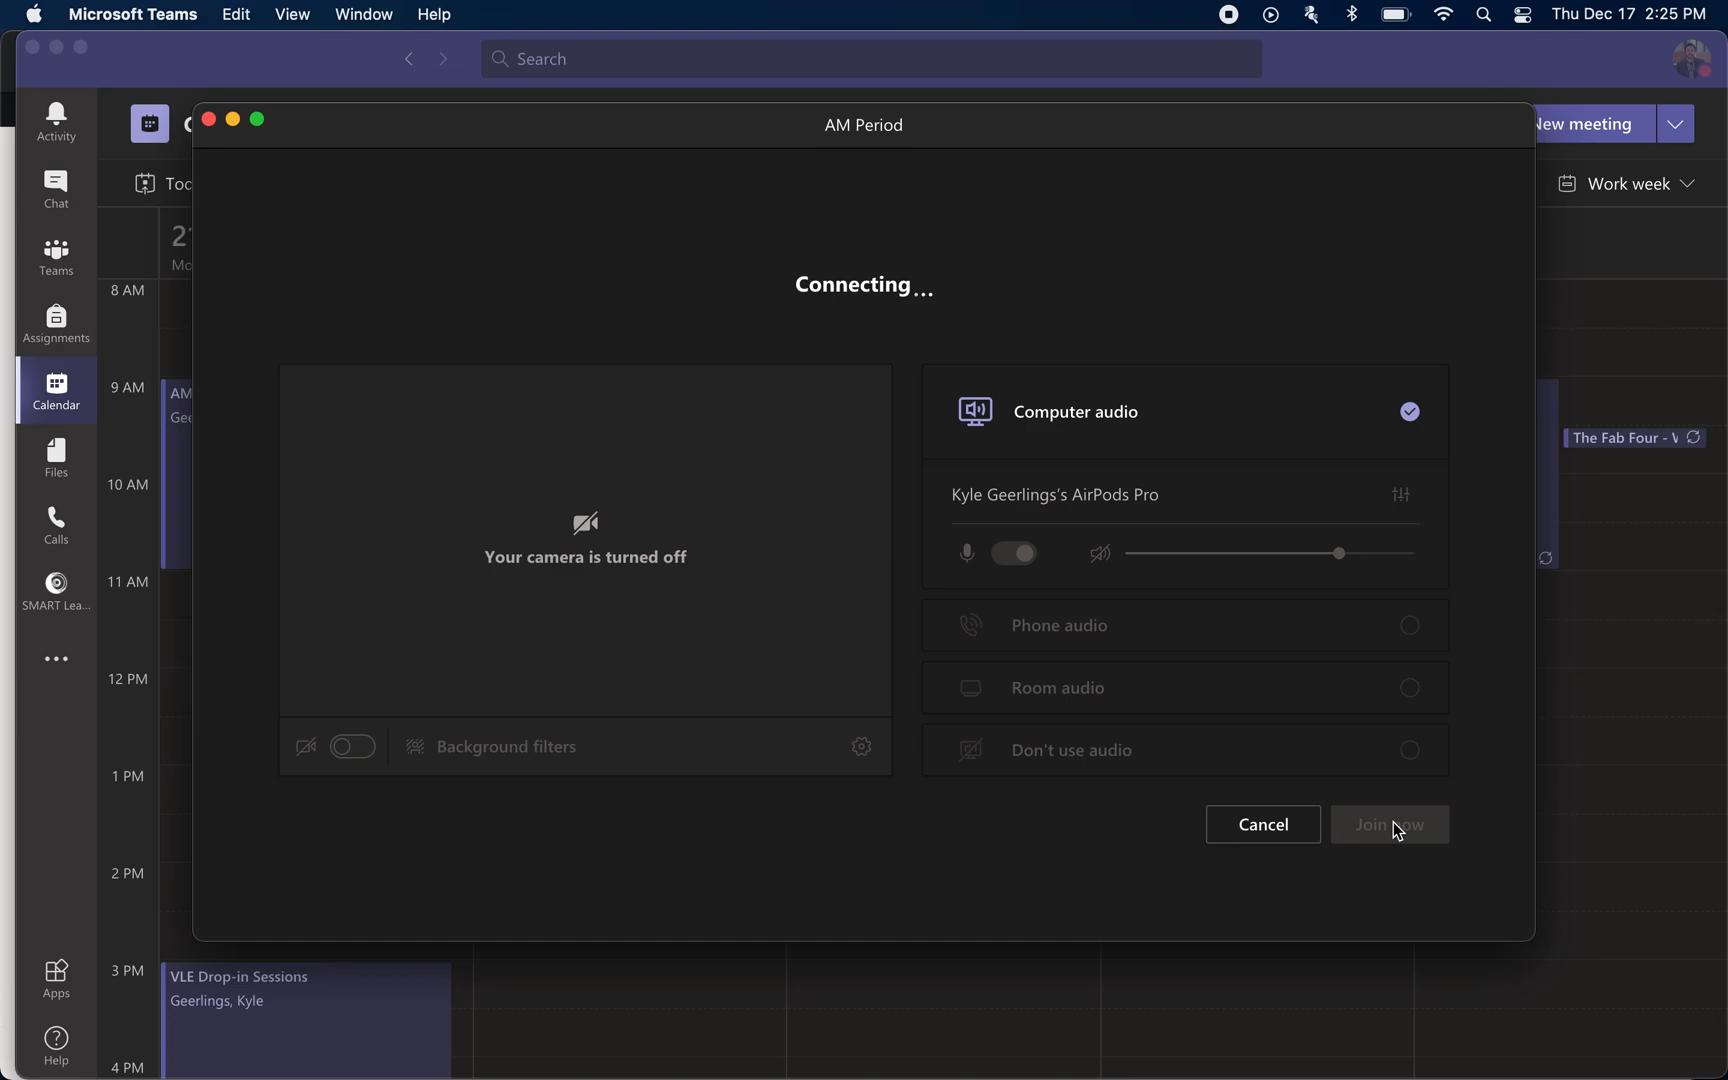 Microsoft Teams Edit View Window Help
Thu Dec 17 2:25 PM
Search
Activity
Chat
Teams
Assignments
Calendar
Files
Calls
SMART Lea...
Apps
Help
New meeting
Work week
21
8 AM
9 AM
10 AM
11 AM
12 PM
1 PM
2 PM
3 PM
4 PM
AM
The Fab Four -
VLE Drop-in Sessions
Geerlings, Kyle
AM Period
Connecting...
Your camera is turned off
Background filters
Computer audio
Kyle Geerlings's AirPods Pro
Phone audio
Room audio
Don't use audio
Cancel
Join now